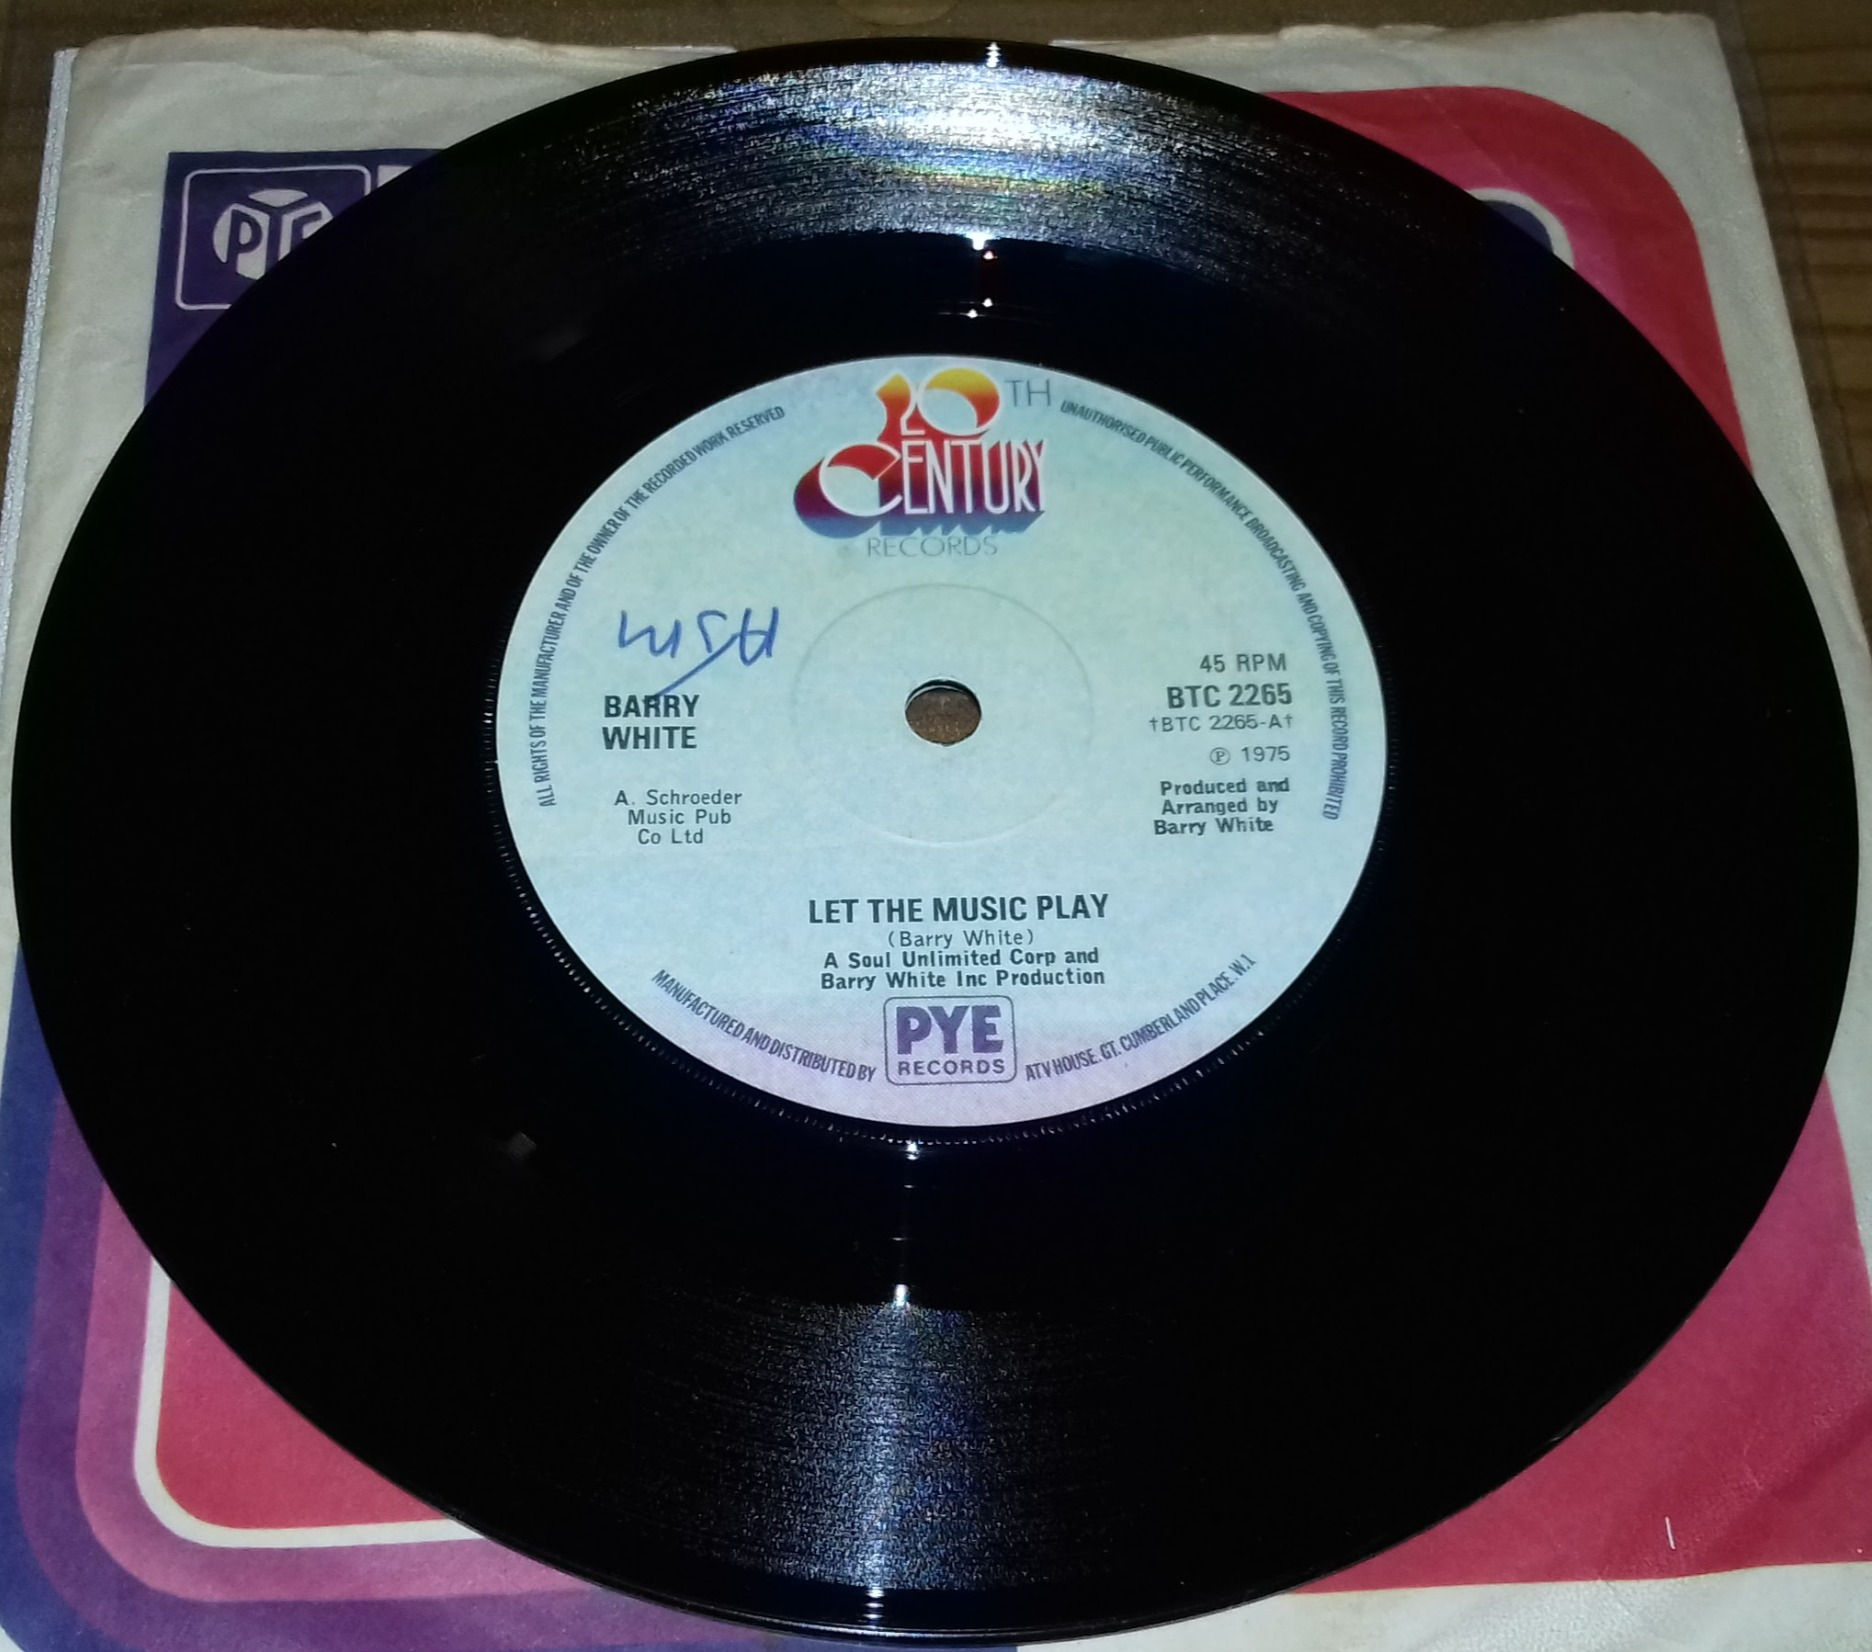 PYE
20TH
CENTURY
RECORDS
ALL RIGHTS OF THE MANUFACTURER AND OF THE OWNER OF THE RECORDED WORK RESERVED
UNAUTHORISED PUBLIC PERFORMANCE BROADCASTING AND COPYING OF THIS RECORD PROHIBITED
BARRY
WHITE
A. Schroeder
Music Pub
Co Ltd
45 RPM
BTC 2265
†BTC 2265-A†
℗ 1975
Produced and
Arranged by
Barry White
LET THE MUSIC PLAY
(Barry White)
A Soul Unlimited Corp and
Barry White Inc Production
MANUFACTURED AND DISTRIBUTED BY
PYE
RECORDS
ATV HOUSE. GT. CUMBERLAND PLACE. W.1.